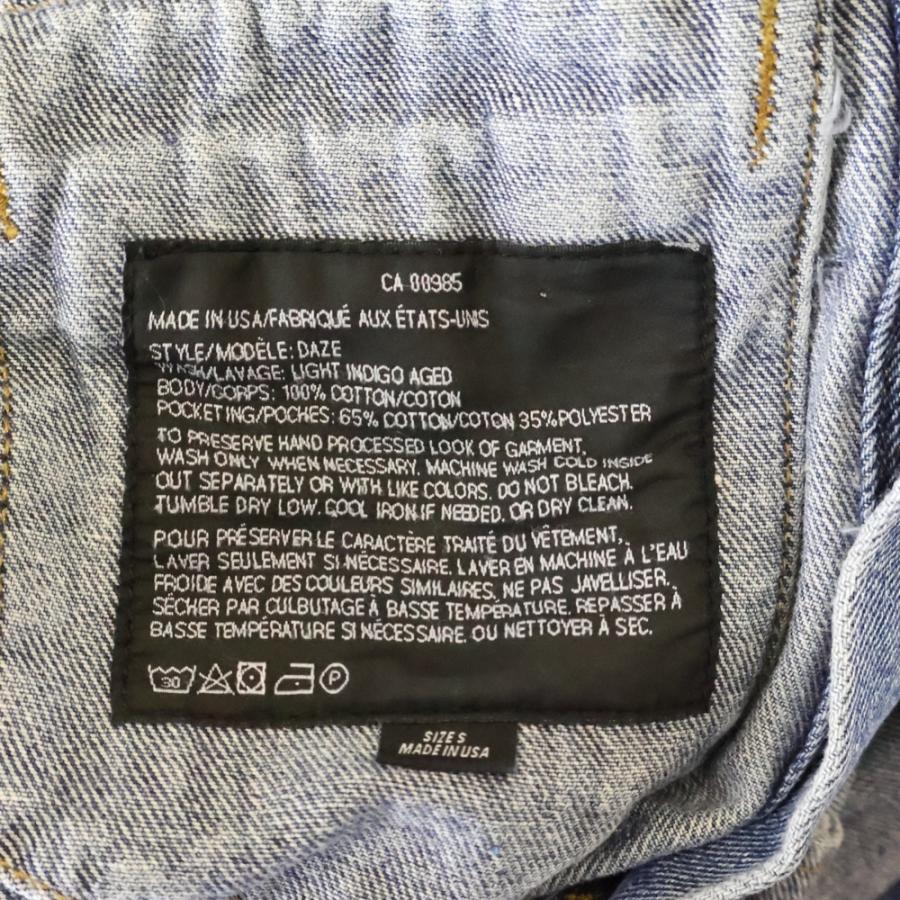 CA 00985
MADE IN USA/FABRIQUÉ AUX ÉTATS-UNIS
STYLE/MODÈLE: DAZE
WASH/LAVAGE: LIGHT INDIGO AGED
BODY/CORPS: 100% COTTON/COTON
POCKETING/POCHES: 65% COTTON/COTON 35%POLYESTER
TO PRESERVE HAND PROCESSED LOOK OF GARMENT,
WASH ONLY WHEN NECESSARY. MACHINE WASH COLD INSIDE
OUT SEPARATELY OR WITH LIKE COLORS. DO NOT BLEACH.
TUMBLE DRY LOW. COOL IRON IF NEEDED. OR DRY CLEAN.
POUR PRÉSERVER LE CARACTÈRE TRAITÉ DU VÊTEMENT,
LAVER SEULEMENT SI NÉCESSAIRE. LAVER EN MACHINE À L'EAU
FROIDE AVEC DES COULEURS SIMILAIRES. NE PAS JAVELLISER.
SÉCHER PAR CULBUTAGE À BASSE TEMPÉRATURE. REPASSER À
BASSE TEMPÉRATURE SI NÉCESSAIRE. OU NETTOYER À SEC.
30 P
SIZE S
MADE IN USA